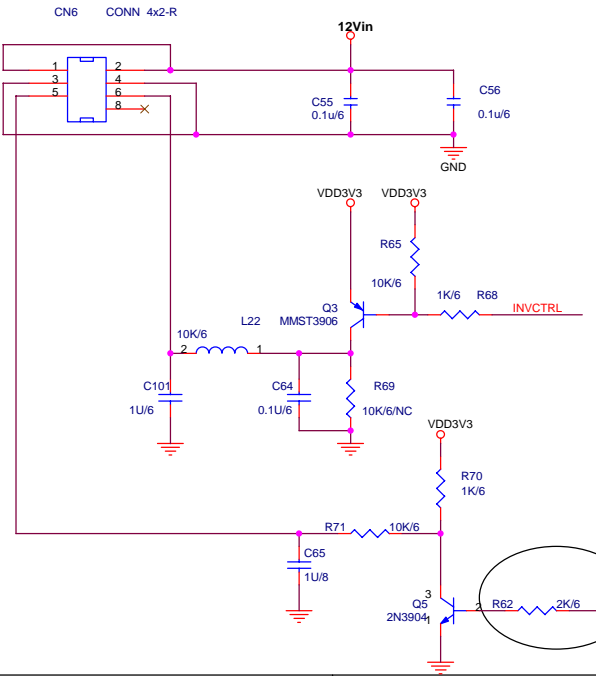 CN6 CONN 4x2-R
12Vin
1 2
3 4
5 6
8
C55
0.1u/6
C56
0.1u/6
GND
VDD3V3 VDD3V3
R65
10K/6
Q3
MMST3906
1K/6 R68
INVCTRL
10K/6 L22
2 1
C101
1U/6
C64
0.1U/6
R69
10K/6/NC
VDD3V3
R70
1K/6
R71 10K/6
C65
1U/8
3
Q5
2N3904
1
2
R62 2K/6